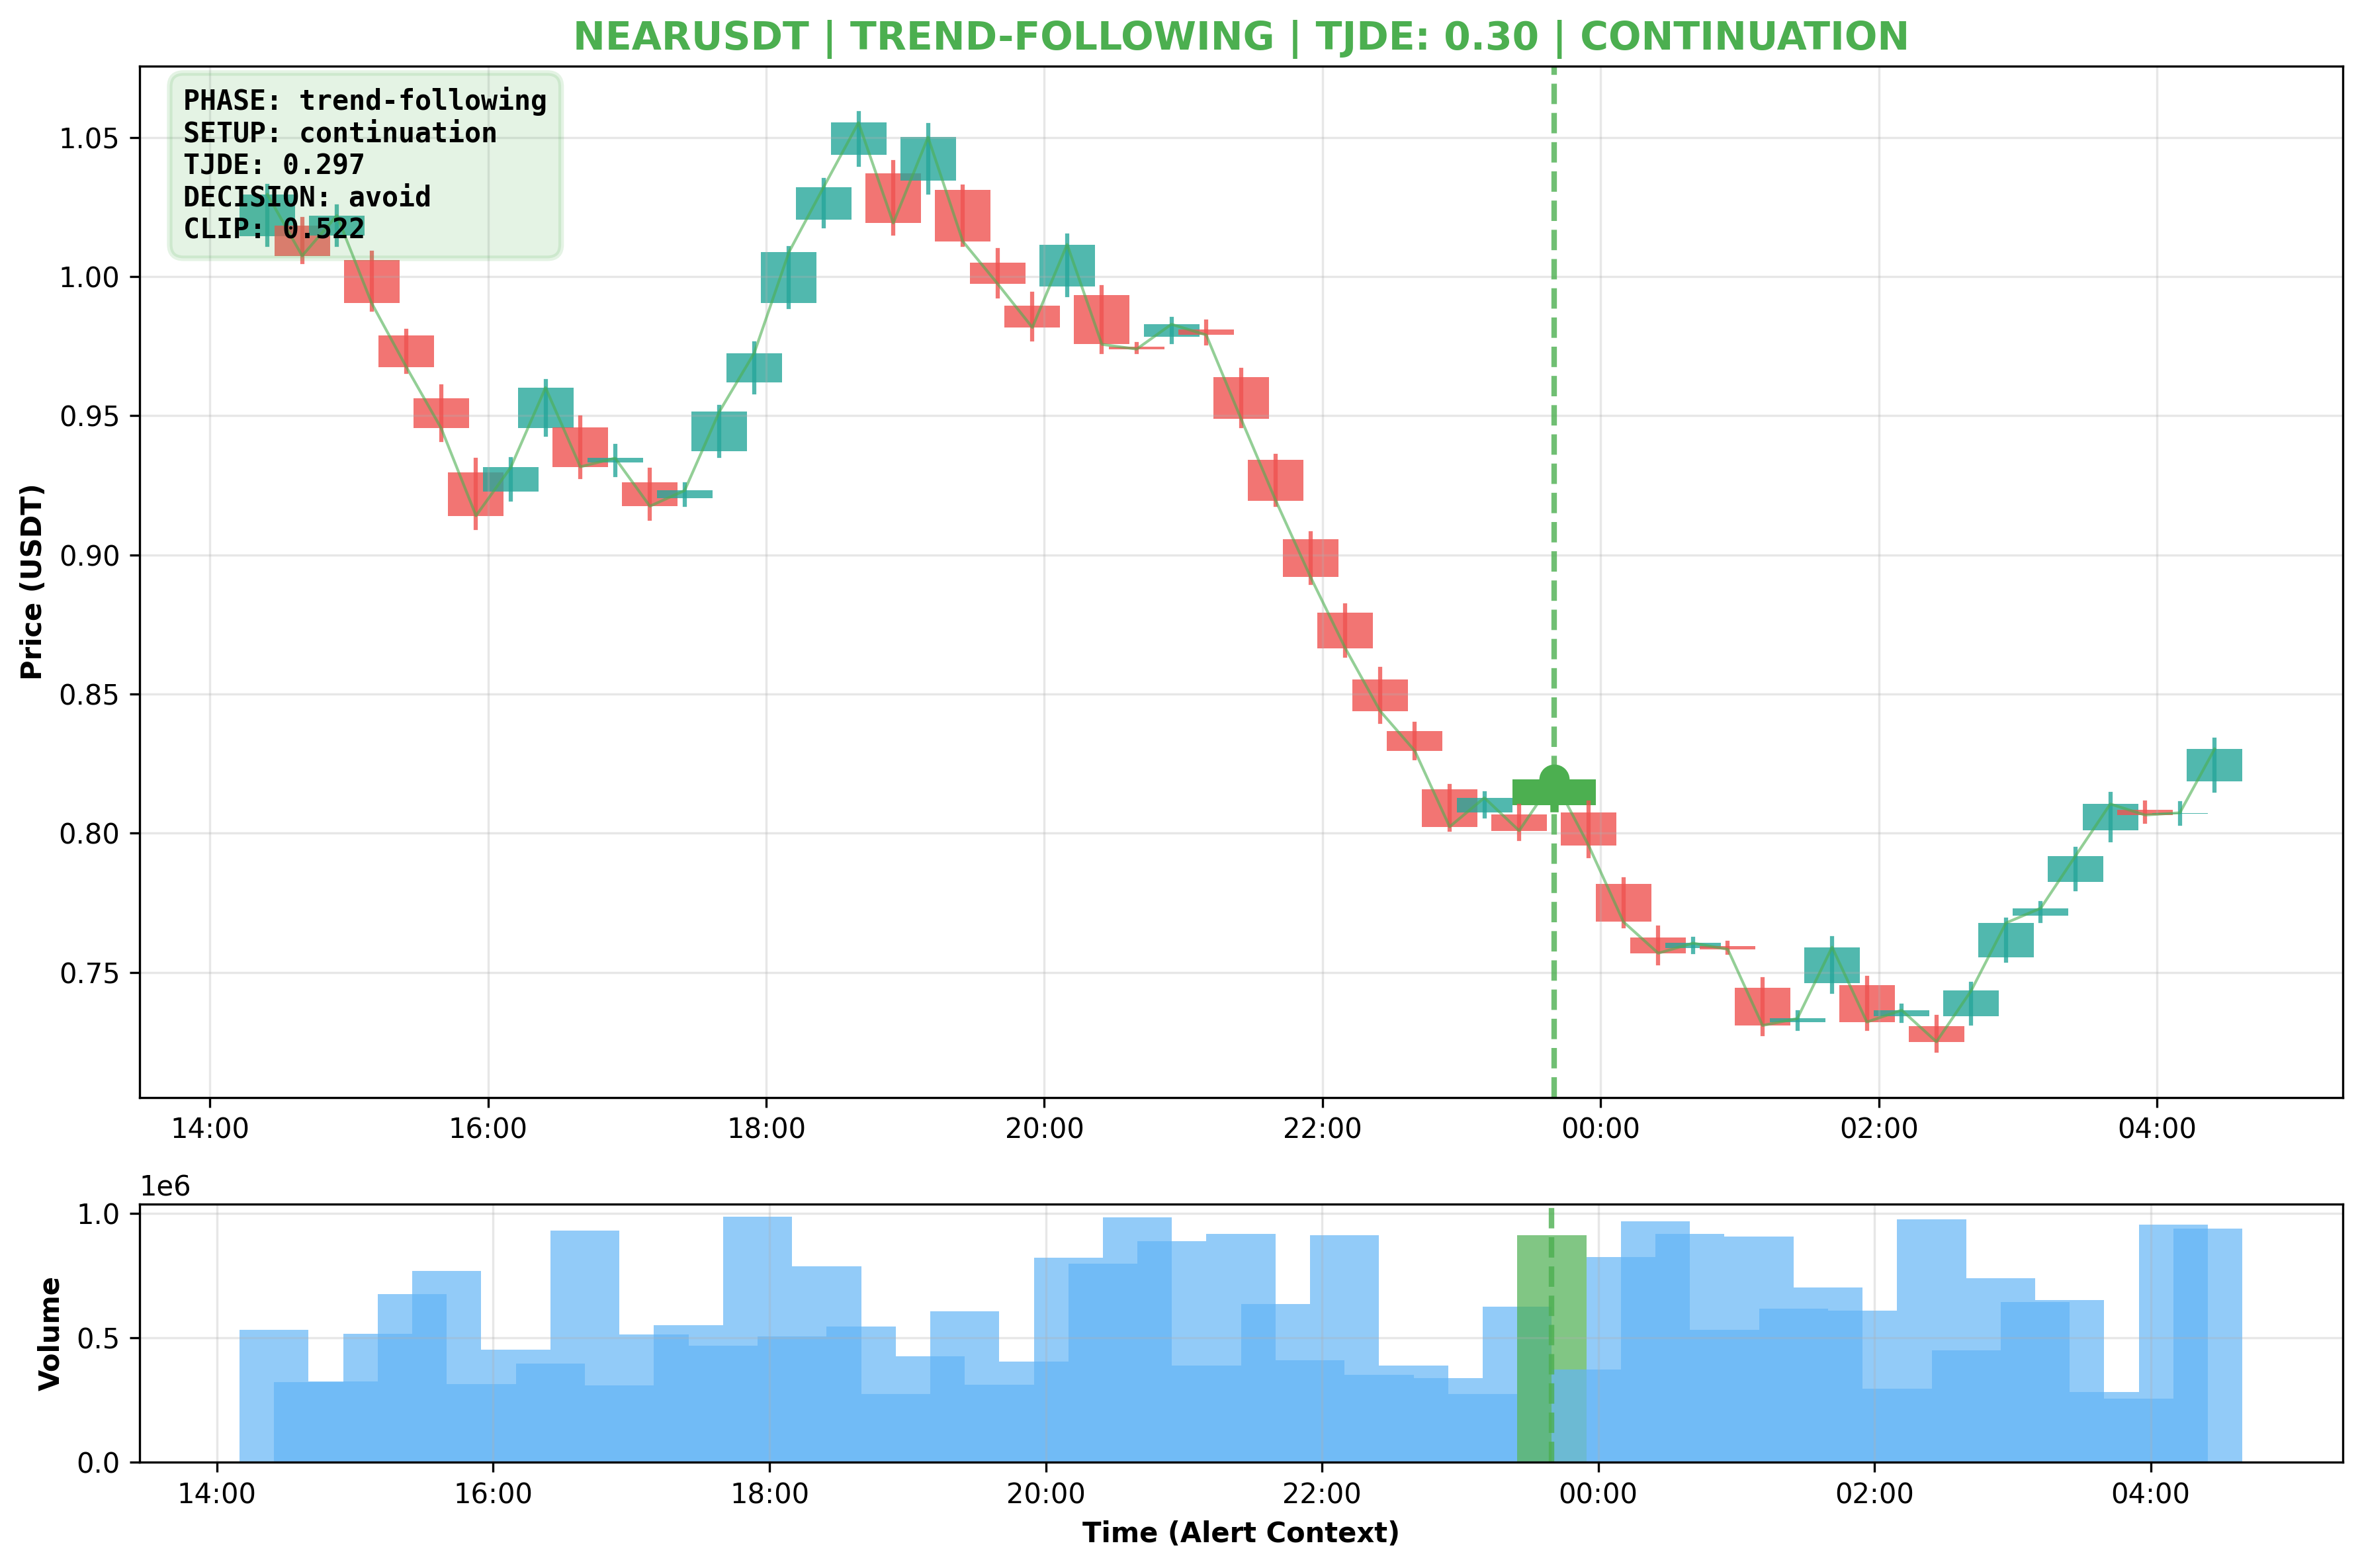 NEARUSDT | TREND-FOLLOWING | TJDE: 0.30 | CONTINUATION
PHASE: trend-following
SETUP: continuation
TJDE: 0.297
DECISION: avoid
CLIP: 0.522
Price (USDT)
1.05
1.00
0.95
0.90
0.85
0.80
0.75
14:00 16:00 18:00 20:00 22:00 00:00 02:00 04:00
1e6
Volume
1.0
0.5
0.0
14:00 16:00 18:00 20:00 22:00 00:00 02:00 04:00
Time (Alert Context)